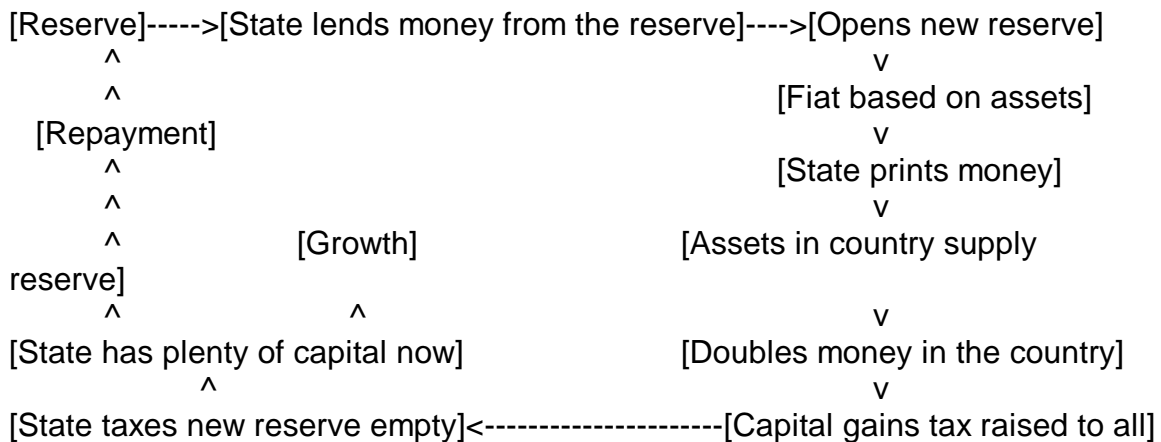 [Reserve]----->[State lends money from the reserve]---->[Opens new reserve]
^ v
^ [Fiat based on assets]
[Repayment] v
^ [State prints money]
^ v
^ [Growth] [Assets in country supply
reserve]
^ ^ v
[State has plenty of capital now] [Doubles money in the country]
^ v
[State taxes new reserve empty]<----------------------[Capital gains tax raised to all]